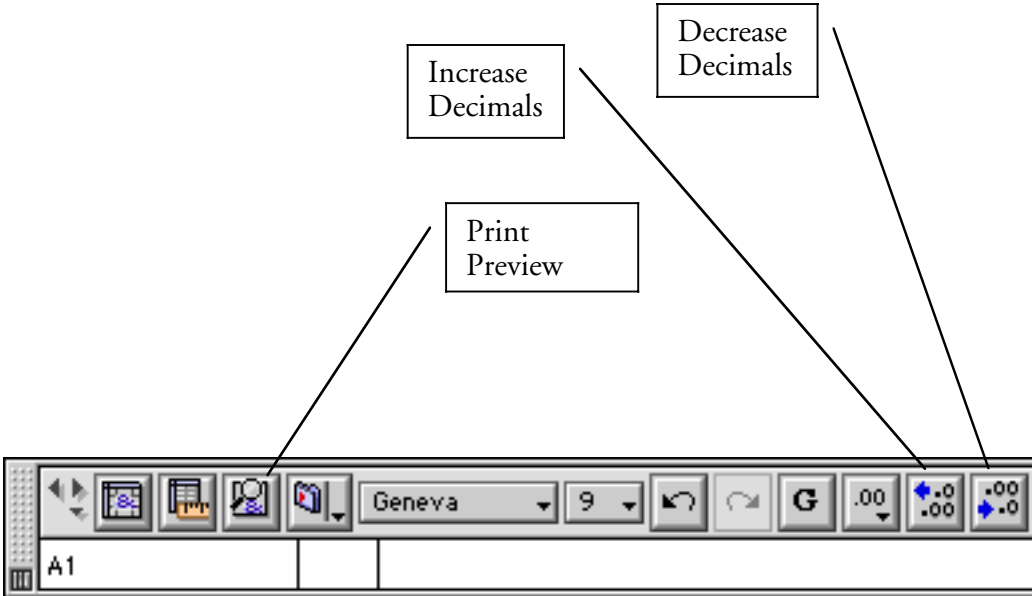 Decrease
Decimals
Increase
Decimals
Print
Preview
Geneva 9 G .00 .0 .00
.00 .0
A1